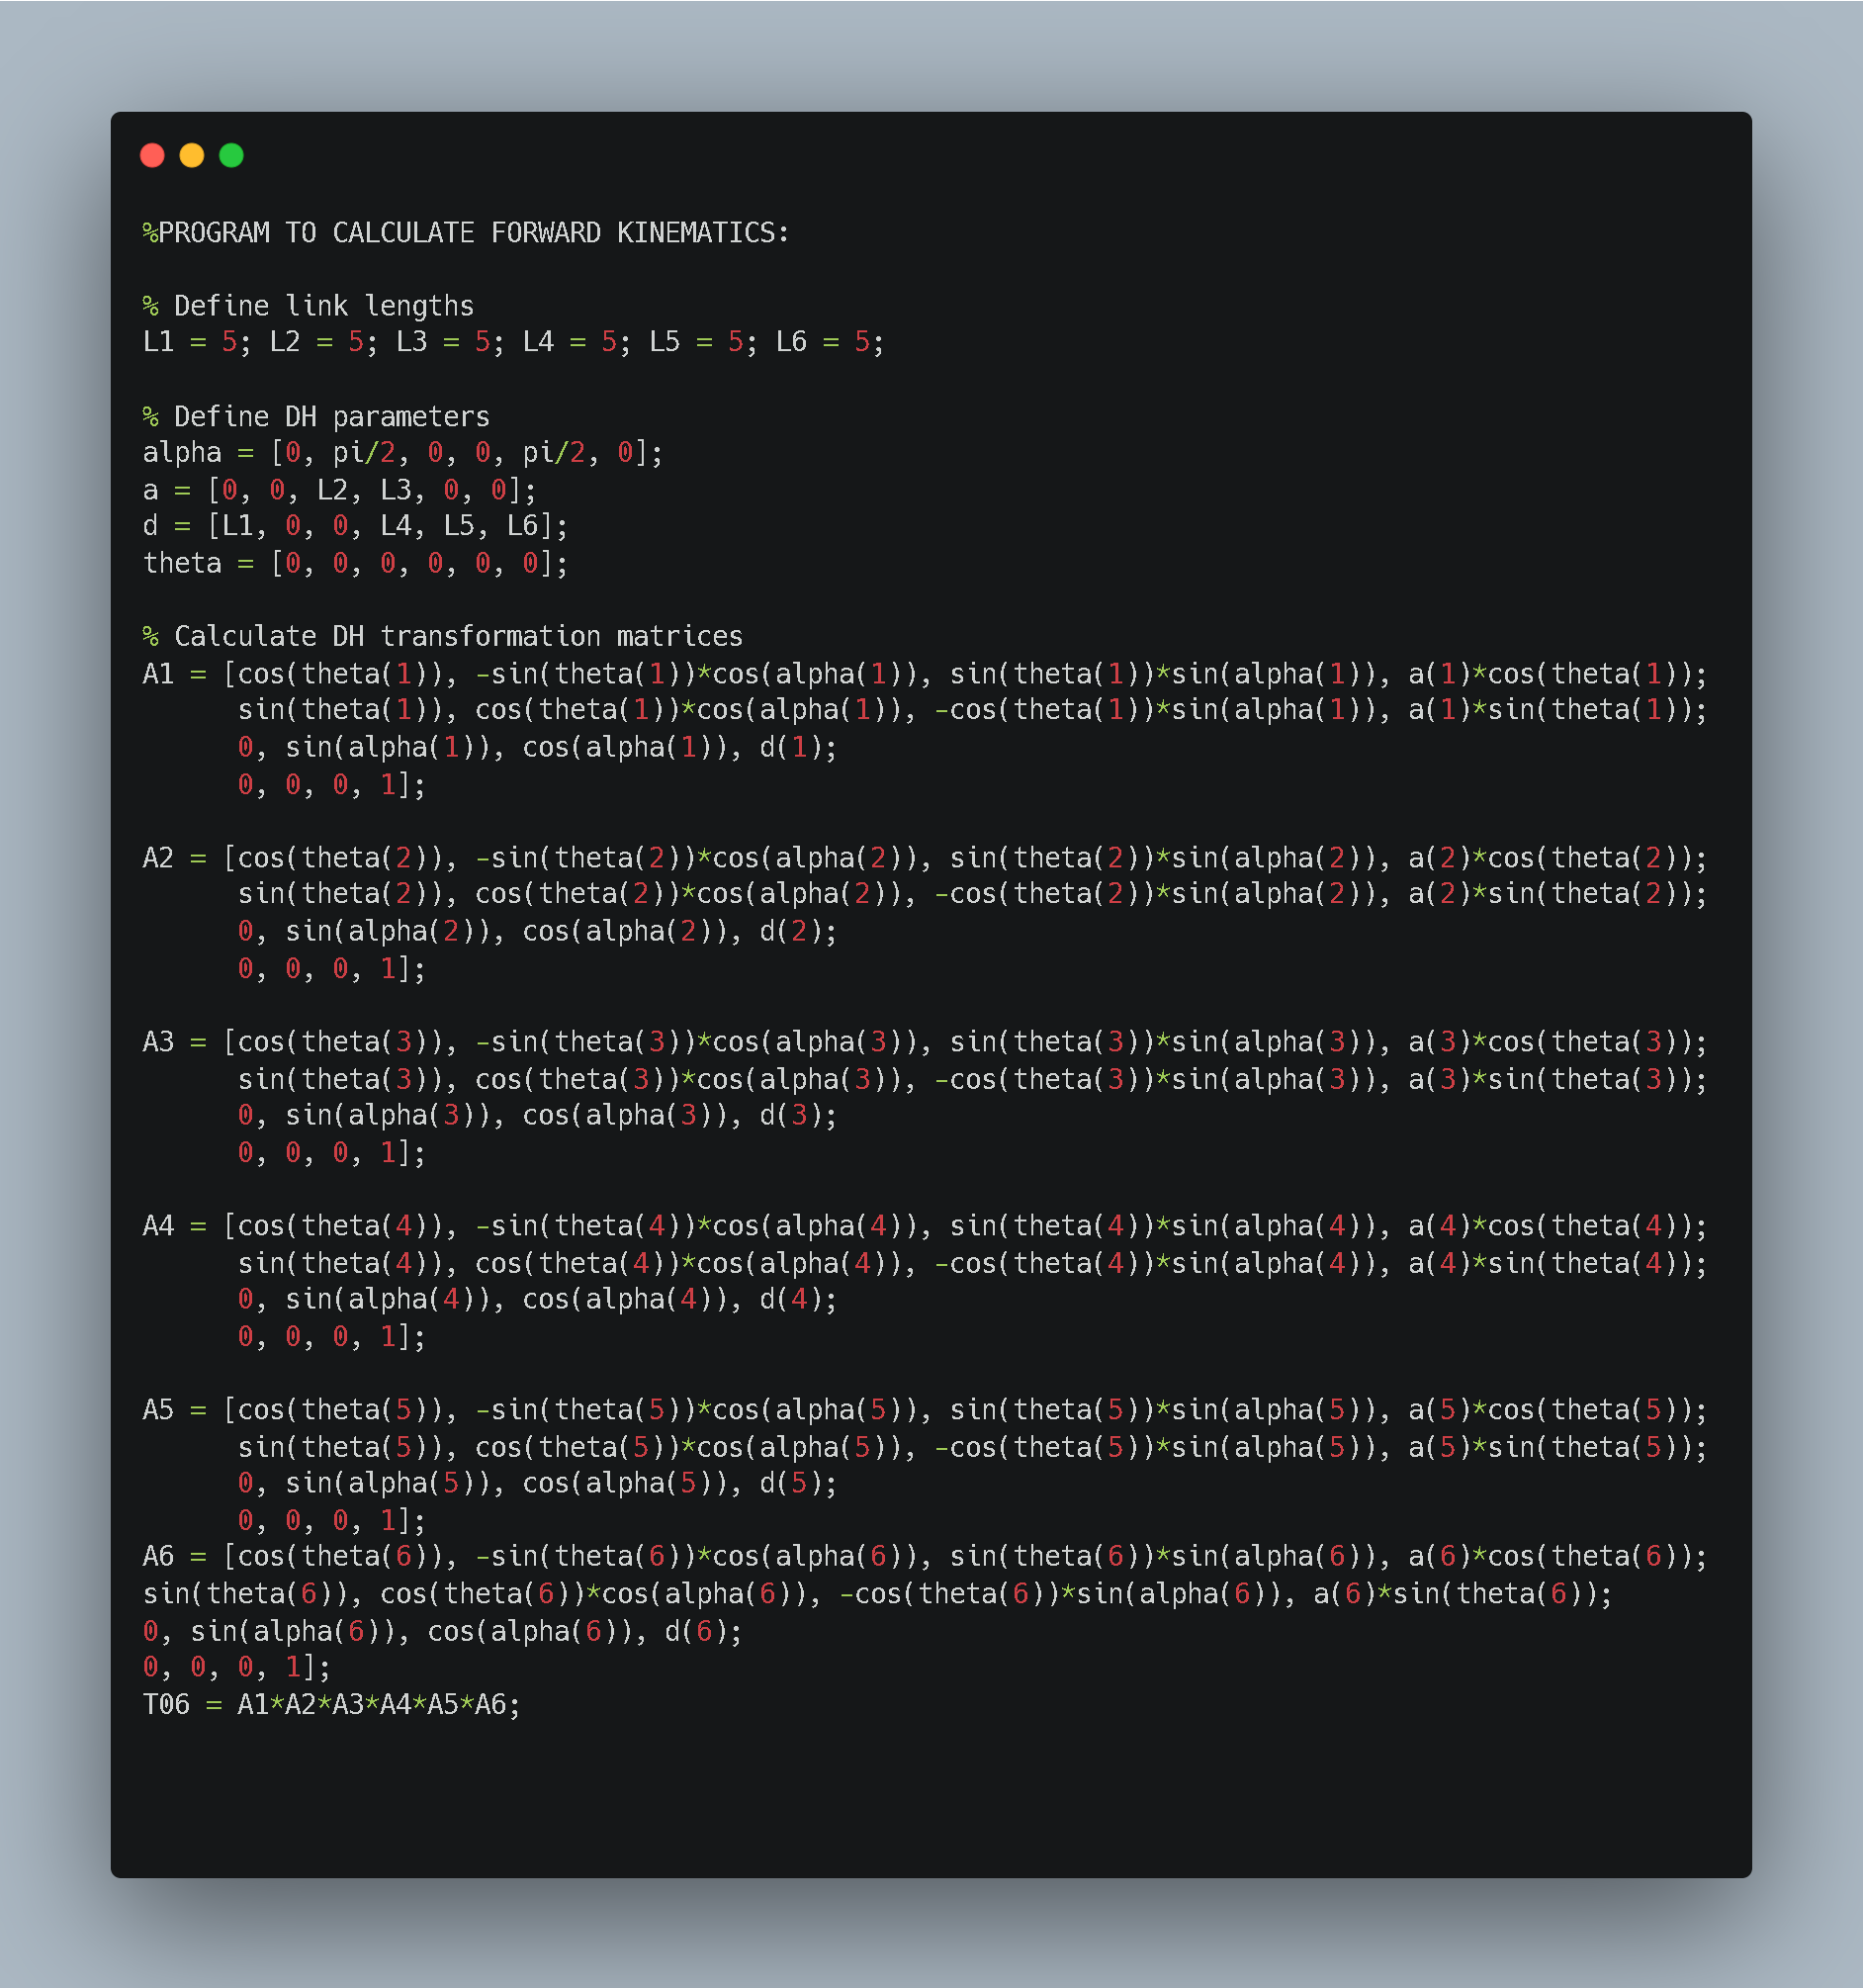 %PROGRAM TO CALCULATE FORWARD KINEMATICS:
% Define link lengths
L1 = 5; L2 = 5; L3 = 5; L4 = 5; L5 = 5; L6 = 5;
% Define DH parameters
alpha = [0, pi/2, 0, 0, pi/2, 0];
a = [0, 0, L2, L3, 0, 0];
d = [L1, 0, 0, L4, L5, L6];
theta = [0, 0, 0, 0, 0, 0];
% Calculate DH transformation matrices
A1 = [cos(theta(1)), -sin(theta(1))*cos(alpha(1)), sin(theta(1))*sin(alpha(1)), a(1)*cos(theta(1));
sin(theta(1)), cos(theta(1))*cos(alpha(1)), -cos(theta(1))*sin(alpha(1)), a(1)*sin(theta(1));
0, sin(alpha(1)), cos(alpha(1)), d(1);
0, 0, 0, 1];
A2 = [cos(theta(2)), -sin(theta(2))*cos(alpha(2)), sin(theta(2))*sin(alpha(2)), a(2)*cos(theta(2));
sin(theta(2)), cos(theta(2))*cos(alpha(2)), -cos(theta(2))*sin(alpha(2)), a(2)*sin(theta(2));
0, sin(alpha(2)), cos(alpha(2)), d(2);
0, 0, 0, 1];
A3 = [cos(theta(3)), -sin(theta(3))*cos(alpha(3)), sin(theta(3))*sin(alpha(3)), a(3)*cos(theta(3));
sin(theta(3)), cos(theta(3))*cos(alpha(3)), -cos(theta(3))*sin(alpha(3)), a(3)*sin(theta(3));
0, sin(alpha(3)), cos(alpha(3)), d(3);
0, 0, 0, 1];
A4 = [cos(theta(4)), -sin(theta(4))*cos(alpha(4)), sin(theta(4))*sin(alpha(4)), a(4)*cos(theta(4));
sin(theta(4)), cos(theta(4))*cos(alpha(4)), -cos(theta(4))*sin(alpha(4)), a(4)*sin(theta(4));
0, sin(alpha(4)), cos(alpha(4)), d(4);
0, 0, 0, 1];
A5 = [cos(theta(5)), -sin(theta(5))*cos(alpha(5)), sin(theta(5))*sin(alpha(5)), a(5)*cos(theta(5));
sin(theta(5)), cos(theta(5))*cos(alpha(5)), -cos(theta(5))*sin(alpha(5)), a(5)*sin(theta(5));
0, sin(alpha(5)), cos(alpha(5)), d(5);
0, 0, 0, 1];
A6 = [cos(theta(6)), -sin(theta(6))*cos(alpha(6)), sin(theta(6))*sin(alpha(6)), a(6)*cos(theta(6));
sin(theta(6)), cos(theta(6))*cos(alpha(6)), -cos(theta(6))*sin(alpha(6)), a(6)*sin(theta(6));
0, sin(alpha(6)), cos(alpha(6)), d(6);
0, 0, 0, 1];
T06 = A1*A2*A3*A4*A5*A6;